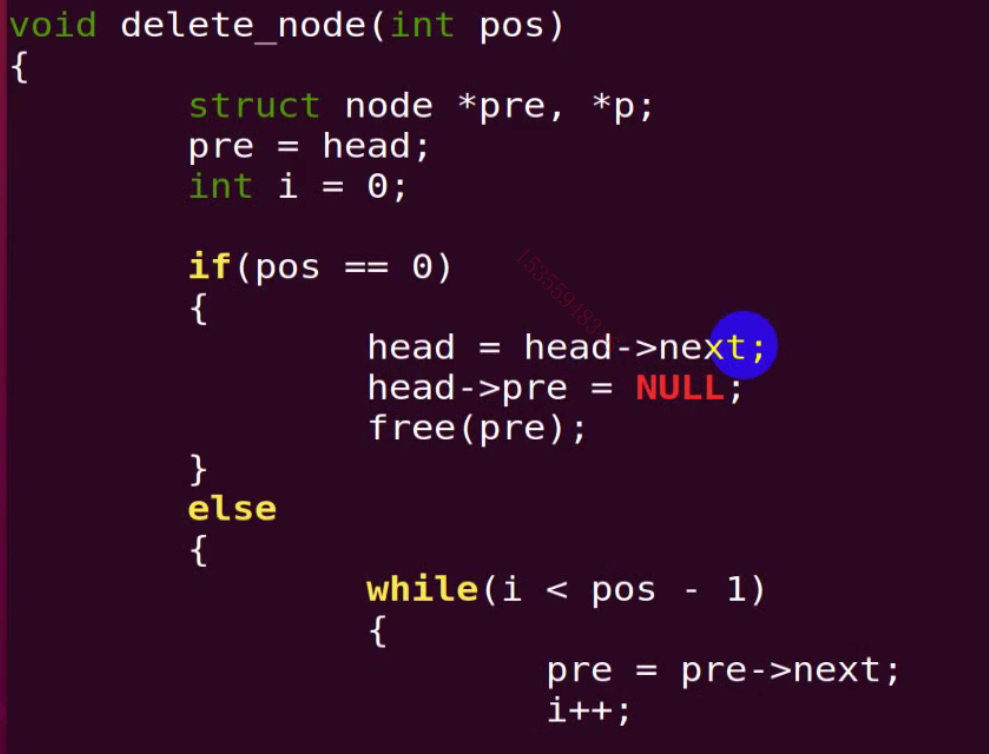 void delete_node(int pos)
{
struct node *pre, *p;
pre = head;
int i = 0;
if(pos == 0)
{
head = head->next;
head->pre = NULL;
free(pre);
}
else
{
while(i < pos - 1)
{
pre = pre->next;
i++;